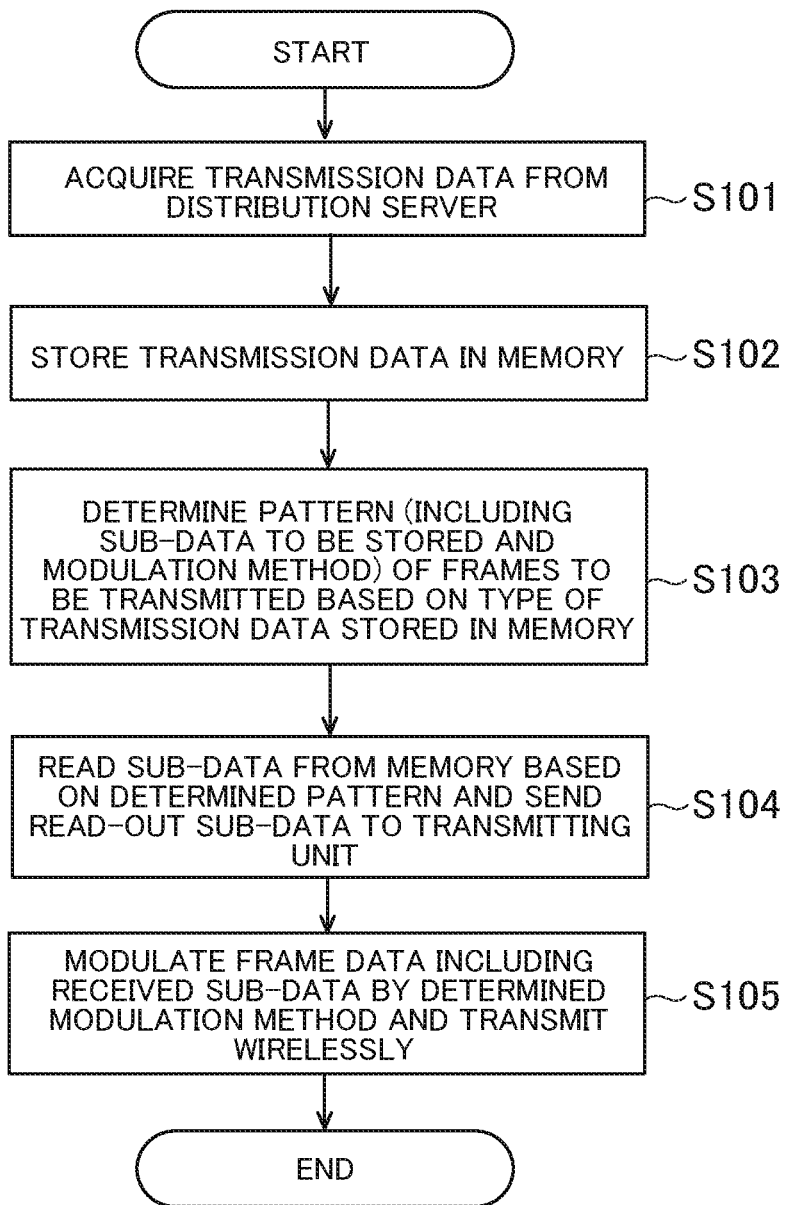 START
ACQUIRE TRANSMISSION DATA FROM
DISTRIBUTION SERVER
S101
STORE TRANSMISSION DATA IN MEMORY
S102
DETERMINE PATTERN (INCLUDING
SUB-DATA TO BE STORED AND
MODULATION METHOD) OF FRAMES TO
BE TRANSMITTED BASED ON TYPE OF
TRANSMISSION DATA STORED IN MEMORY
S103
READ SUB-DATA FROM MEMORY BASED
ON DETERMINED PATTERN AND SEND
READ-OUT SUB-DATA TO TRANSMITTING
UNIT
S104
MODULATE FRAME DATA INCLUDING
RECEIVED SUB-DATA BY DETERMINED
MODULATION METHOD AND TRANSMIT
WIRELESSLY
S105
END